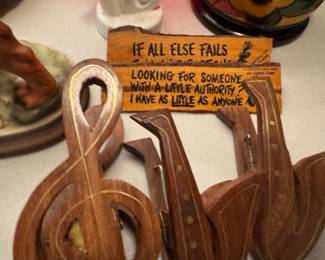 IF ALL ELSE FAILS
LOOKING FOR SOMEONE
WITH A LITTLE AUTHORITY?
I HAVE AS LITTLE AS ANYONE